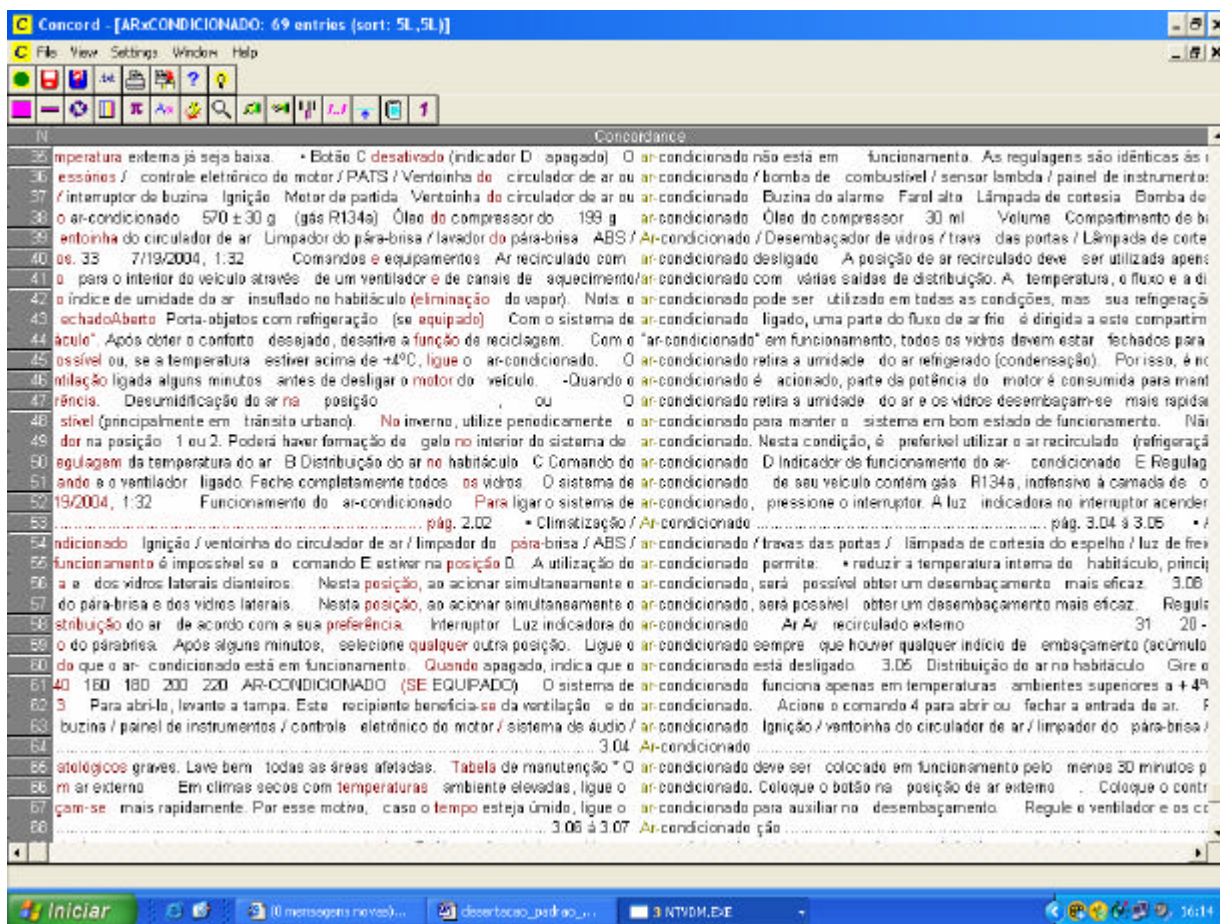 Concord - [ARxCONDICIONADO: 69 entries (sort: 5L,5L)]
File View Settings Window Help
N Concordance
35 mperatura externa já seja baixa. • Botão C desativado (indicador D apagado) O ar-condicionado não está em funcionamento. As regulagens são idênticas às
36 essórios / controle eletrônico do motor / PATS / Ventoinha do circulador de ar ou ar-condicionado / bomba de combustível / sensor lambda / painel de instrumentos
37 / interruptor de buzina Ignição Motor de partida Ventoinha do circulador de ar ou ar-condicionado Buzina do alarme Farol alto Lâmpada de cortesia Bomba de
38 o ar-condicionado 570 ± 30 g (gás R134a) Óleo do compressor do 199 g ar-condicionado Óleo do compressor 30 ml Volume Compartimento de ba
39 entoinha do circulador de ar Limpador do pára-brisa / lavador do pára-brisa ABS / Ar-condicionado / Desembaçador de vidros / trava das portas / Lâmpada de corte
40 os. 33 7/19/2004, 1:32 Comandos e equipamentos Ar recirculado com ar-condicionado desligado A posição de ar recirculado deve ser utilizada apena
41 o para o interior do veículo através de um ventilador e de canais de aquecimento/ar-condicionado com várias saídas de distribuição. A temperatura, o fluxo e a di
42 o índice de umidade do ar insuflado no habitáculo (eliminação do vapor). Nota: o ar-condicionado pode ser utilizado em todas as condições, mas sua refrigeraçã
43 echadoAberto Porta-objetos com refrigeração (se equipado) Com o sistema de ar-condicionado ligado, uma parte do fluxo de ar frio é dirigida a este compartim
44 áculo". Após obter o conforto desejado, desative a função de reciclagem. Com o "ar-condicionado" em funcionamento, todos os vidros devem estar fechados para
45 ossível ou, se a temperatura estiver acima de +4ºC, ligue o ar-condicionado. O ar-condicionado retira a umidade do ar refrigerado (condensação). Por isso, é no
46 ntilação ligada alguns minutos antes de desligar o motor do veículo. -Quando o ar-condicionado é acionado, parte da potência do motor é consumida para mant
47 rência. Desumidificação do ar na posição , ou O ar-condicionado retira a umidade do ar e os vidros desembaçam-se mais rapida
48 stível (principalmente em trânsito urbano). No inverno, utilize periodicamente o ar-condicionado para manter o sistema em bom estado de funcionamento. Nã
49 dor na posição 1 ou 2. Poderá haver formação de gelo no interior do sistema de ar-condicionado. Nesta condição, é preferível utilizar o ar recirculado (refrigeraçã
50 egulagem da temperatura do ar B Distribuição do ar no habitáculo C Comando do ar-condicionado D Indicador de funcionamento do ar- condicionado E Regulag
51 ando e o ventilador ligado. Feche completamente todos os vidros. O sistema de ar-condicionado de seu veículo contém gás R134a, inofensivo à camada de o
52 19/2004, 1:32 Funcionamento do ar-condicionado Para ligar o sistema de ar-condicionado, pressione o interruptor. A luz indicadora no interruptor acender
53 ........ pág. 2.02 • Climatização / Ar-condicionado ........ pág. 3.04 à 3.05 •
54 ndicionado Ignição / ventoinha do circulador de ar / limpador do pára-brisa / ABS / ar-condicionado / travas das portas / lâmpada de cortesia do espelho / luz de frei
55 funcionamento é impossível se o comando E estiver na posição D. A utilização do ar-condicionado permite: • reduzir a temperatura interna do habitáculo, princip
56 a e dos vidros laterais dianteiros. Nesta posição, ao acionar simultaneamente o ar-condicionado, será possível obter um desembaçamento mais eficaz. 3.06
57 do pára-brisa e dos vidros laterais. Nesta posição, ao acionar simultaneamente o ar-condicionado, será possível obter um desembaçamento mais eficaz. Regula
58 stribuição do ar de acordo com a sua preferência. Interruptor Luz indicadora do ar-condicionado Ar Ar recirculado externo 31 20 -
59 o do párabrisa. Após alguns minutos, selecione qualquer outra posição. Ligue o ar-condicionado sempre que houver qualquer indício de embaçamento (acúmulo
60 do que o ar- condicionado está em funcionamento. Quando apagado, indica que o ar-condicionado está desligado. 3.05 Distribuição do ar no habitáculo Gire o
61 40 160 180 200 220 AR-CONDICIONADO (SE EQUIPADO) O sistema de ar-condicionado funciona apenas em temperaturas ambientes superiores a + 4º
62 3 Para abri-lo, levante a tampa. Este recipiente beneficia-se da ventilação e do ar-condicionado. Acione o comando 4 para abrir ou fechar a entrada de ar.
63 buzina / painel de instrumentos / controle eletrônico do motor / sistema de áudio / ar-condicionado Ignição / ventoinha do circulador de ar / limpador do pára-brisa /
64 ........ 3.04 Ar-condicionado ........
65 atológicos graves. Lave bem todas as áreas afetadas. Tabela de manutenção * O ar-condicionado deve ser colocado em funcionamento pelo menos 30 minutos p
66 m ar externo Em climas secos com temperaturas ambiente elevadas, ligue o ar-condicionado. Coloque o botão na posição de ar externo . Coloque o contr
67 çam-se mais rapidamente. Por esse motivo, caso o tempo esteja úmido, ligue o ar-condicionado para auxiliar no desembaçamento. Regule o ventilador e os co
68 ........ 3.06 à 3.07 Ar-condicionado ção ........
Iniciar (0 mensagens novas)... 3 NTVDM.EXE 16:14